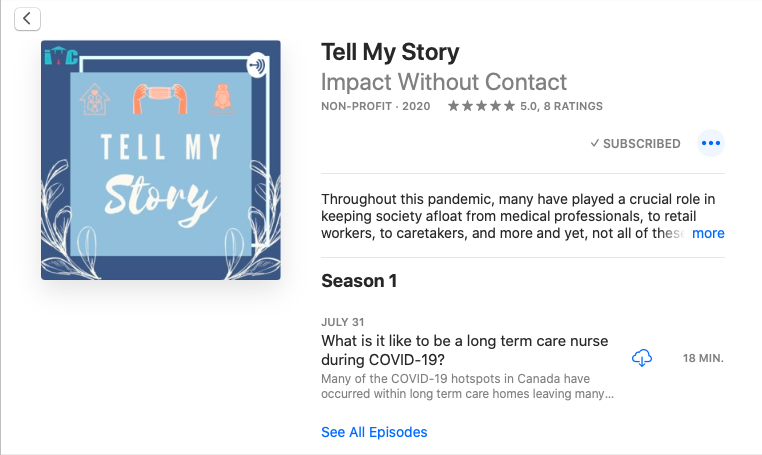 iTC
TELL MY
Story
Tell My Story
Impact Without Contact
NON-PROFIT · 2020 ★★★★★ 5.0, 8 RATINGS
✓ SUBSCRIBED
Throughout this pandemic, many have played a crucial role in
keeping society afloat from medical professionals, to retail
workers, to caretakers, and more and yet, not all of these more
Season 1
JULY 31
What is it like to be a long term care nurse
during COVID-19?
18 MIN.
Many of the COVID-19 hotspots in Canada have
occurred within long term care homes leaving many...
See All Episodes